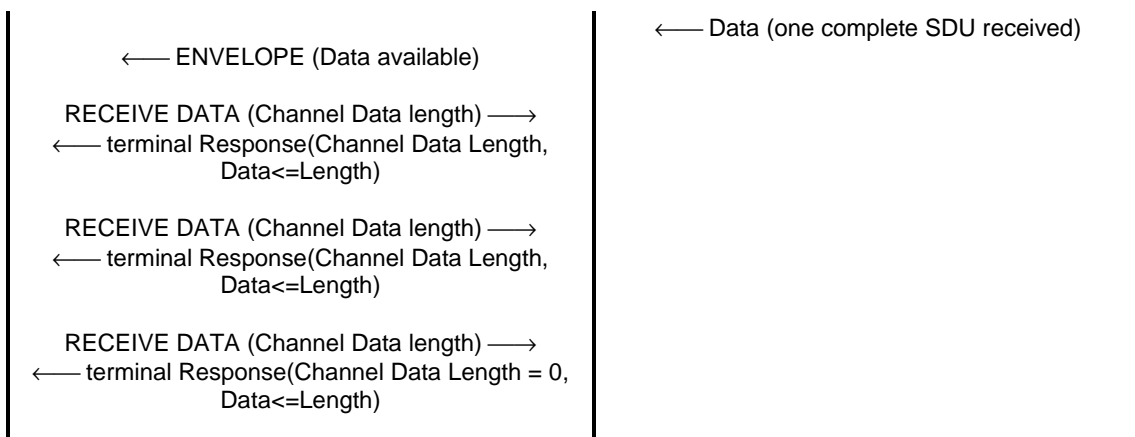 ←— Data (one complete SDU received)
←— ENVELOPE (Data available)
RECEIVE DATA (Channel Data length) —→
←— terminal Response(Channel Data Length,
Data<=Length)
RECEIVE DATA (Channel Data length) —→
←— terminal Response(Channel Data Length,
Data<=Length)
RECEIVE DATA (Channel Data length) —→
←— terminal Response(Channel Data Length = 0,
Data<=Length)